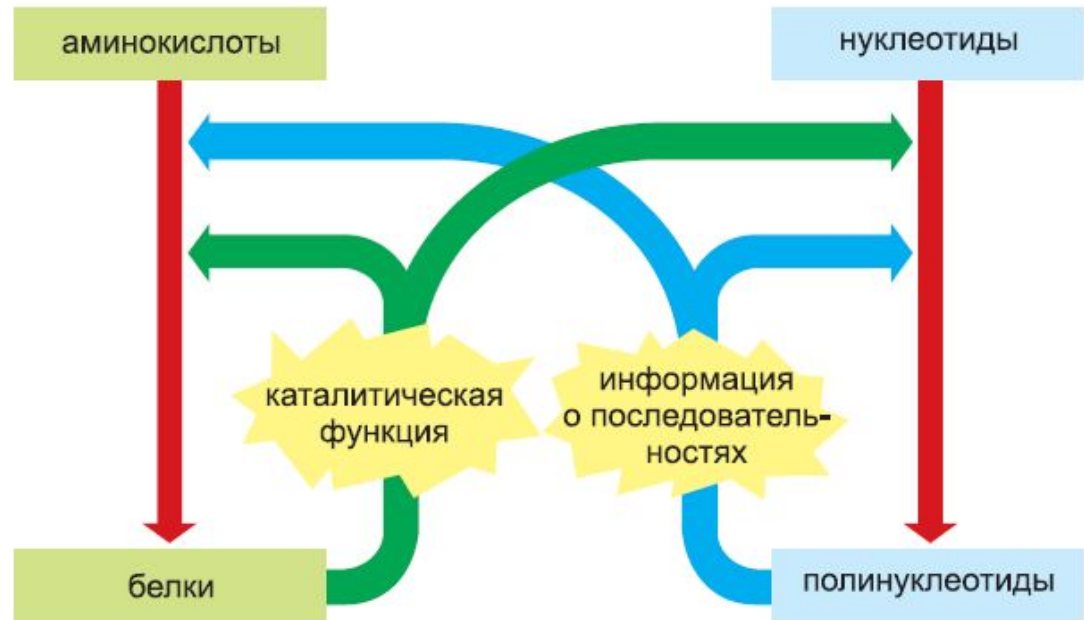 аминокислоты
нуклеотиды
каталитическая
функция
информация
о последователь-
ностях
белки
полинуклеотиды